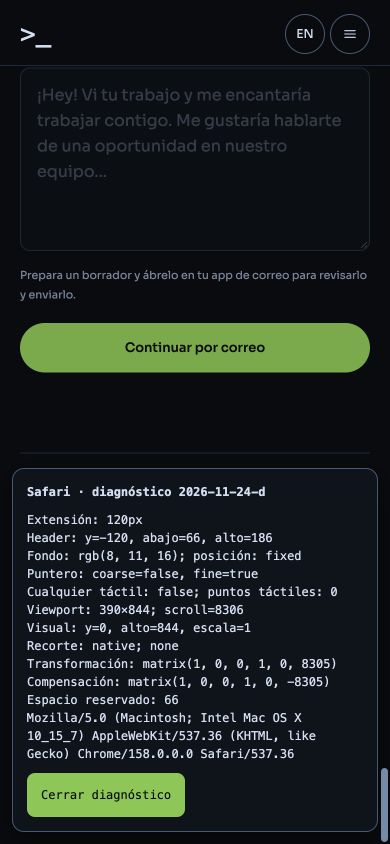 >_
EN
¡Hey! Vi tu trabajo y me encantaría
trabajar contigo. Me gustaría hablarte
de una oportunidad en nuestro
equipo...
Prepara un borrador y ábrelo en tu app de correo para revisarlo
y enviarlo.
Continuar por correo
Safari · diagnóstico 2026-11-24-d
Extensión: 120px
Header: y=-120, abajo=66, alto=186
Fondo: rgb(8, 11, 16); posición: fixed
Puntero: coarse=false, fine=true
Cualquier táctil: false; puntos táctiles: 0
Viewport: 390×844; scroll=8306
Visual: y=0, alto=844, escala=1
Recorte: native; none
Transformación: matrix(1, 0, 0, 1, 0, 8305)
Compensación: matrix(1, 0, 0, 1, 0, -8305)
Espacio reservado: 66
Mozilla/5.0 (Macintosh; Intel Mac OS X
10_15_7) AppleWebKit/537.36 (KHTML, like
Gecko) Chrome/158.0.0.0 Safari/537.36
Cerrar diagnóstico